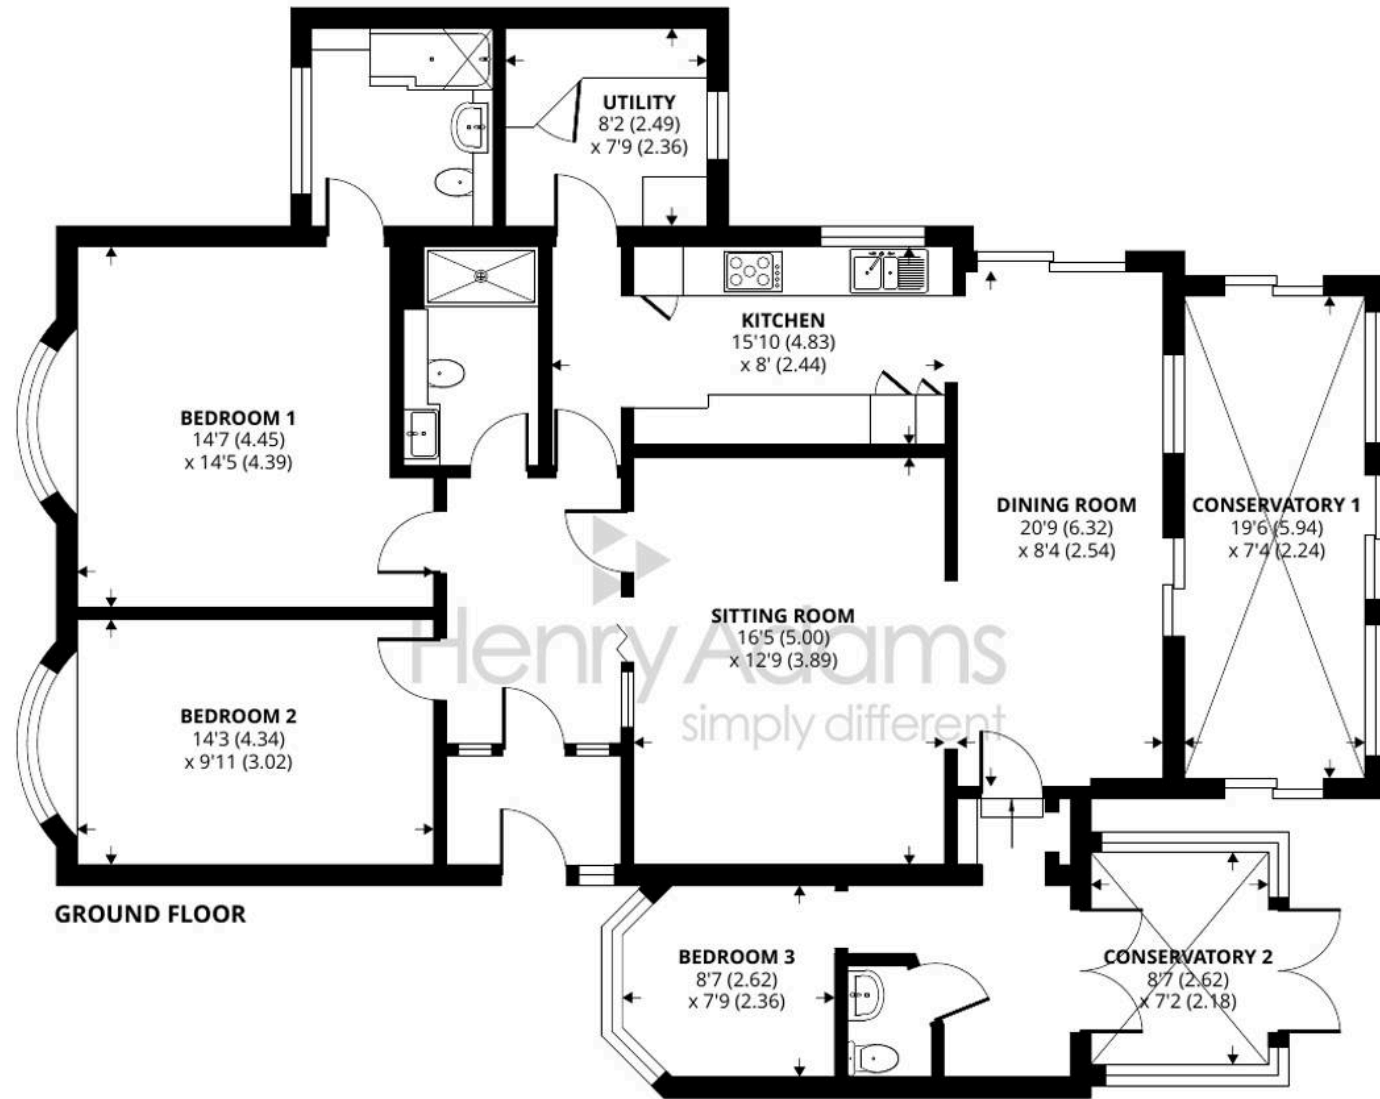 UTILITY
8'2 (2.49)
x 7'9 (2.36)
KITCHEN
15'10 (4.83)
x 8' (2.44)
BEDROOM 1
14'7 (4.45)
x 14'5 (4.39)
DINING ROOM
20'9 (6.32)
x 8'4 (2.54)
CONSERVATORY 1
19'6 (5.94)
x 7'4 (2.24)
SITTING ROOM
16'5 (5.00)
x 12'9 (3.89)
Henry Adams
simply different
BEDROOM 2
14'3 (4.34)
x 9'11 (3.02)
GROUND FLOOR
BEDROOM 3
8'7 (2.62)
x 7'9 (2.36)
CONSERVATORY 2
8'7 (2.62)
x 7'2 (2.18)